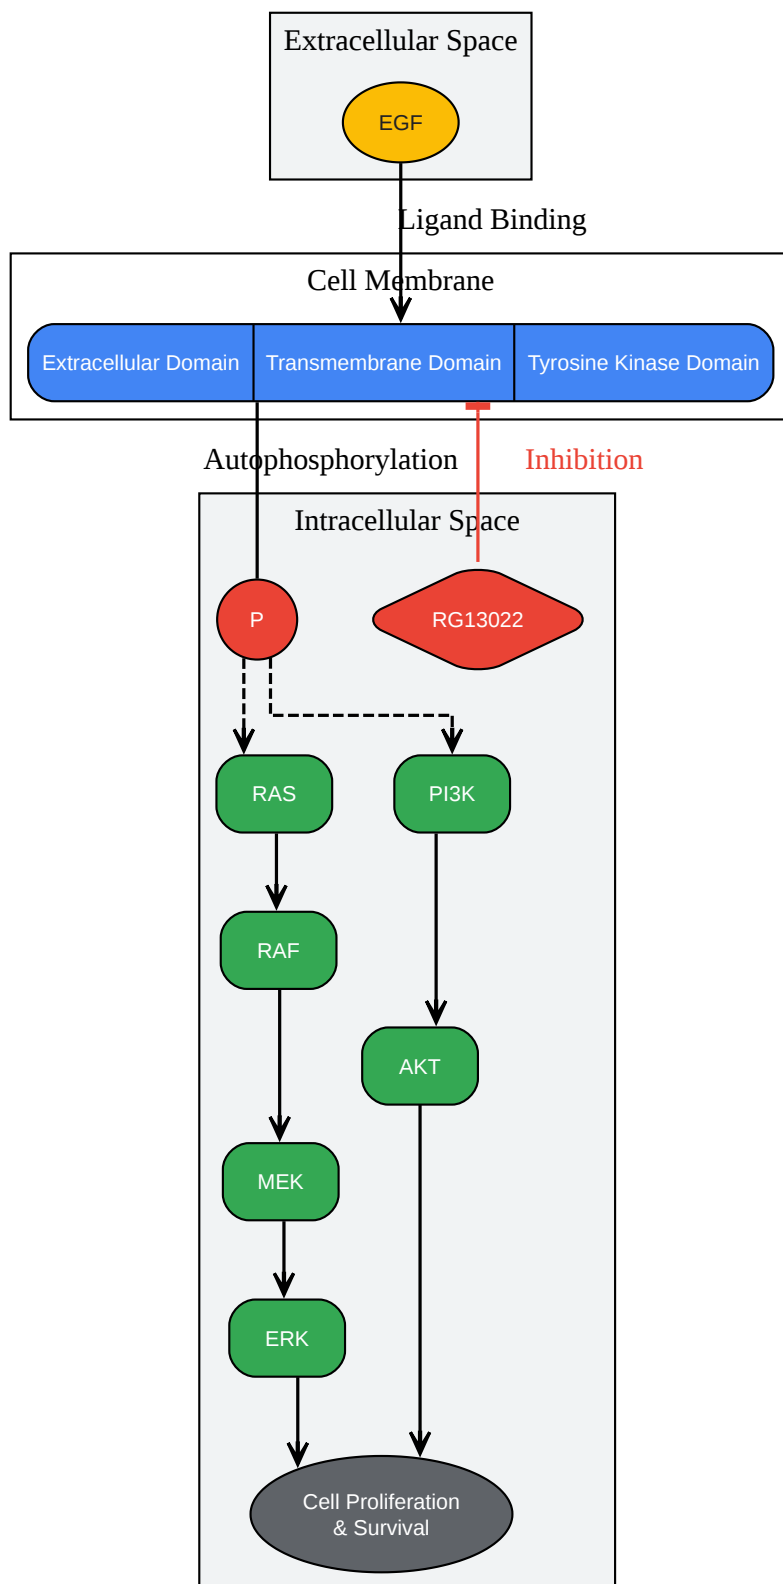 Extracellular Space
EGF
Ligand Binding
Cell Membrane
Extracellular Domain
Transmembrane Domain
Tyrosine Kinase Domain
Autophosphorylation
Inhibition
Intracellular Space
P
RG13022
RAS
PI3K
RAF
AKT
MEK
ERK
Cell Proliferation
& Survival